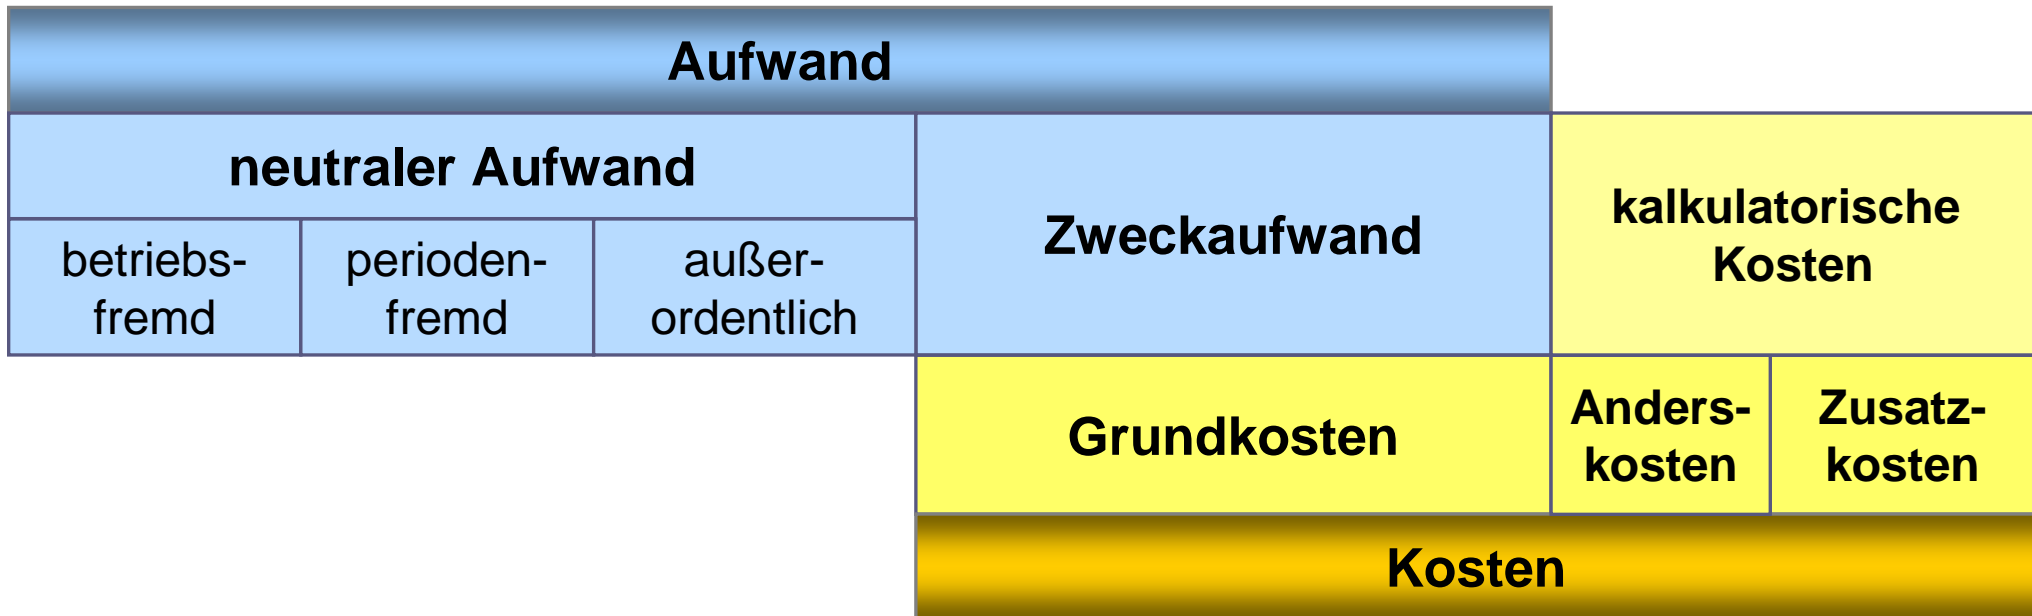 Aufwand
neutraler Aufwand
betriebs-
fremd
perioden-
fremd
außer-
ordentlich
Zweckaufwand
kalkulatorische
Kosten
Grundkosten
Anders-
kosten
Zusatz-
kosten
Kosten